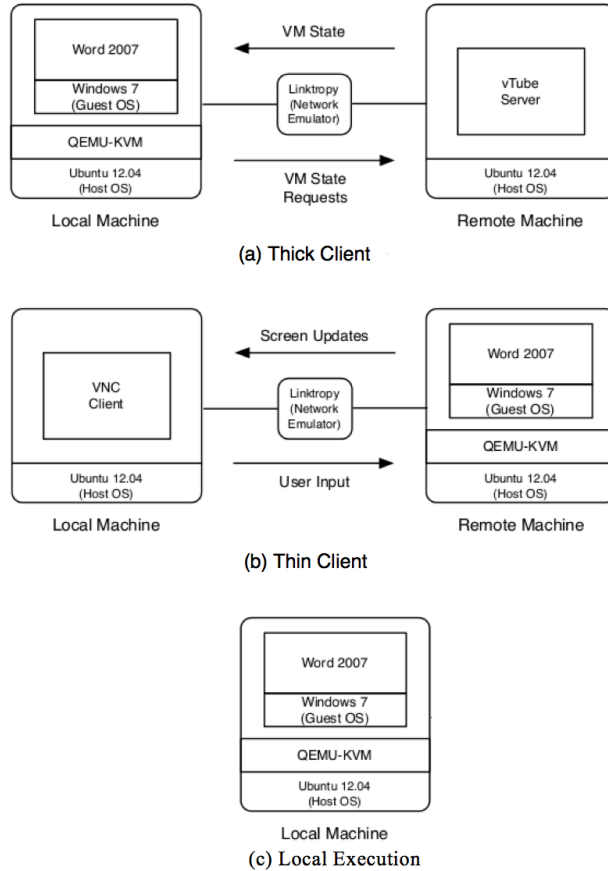 Word 2007
Windows 7
(Guest OS)
QEMU-KVM
Ubuntu 12.04
(Host OS)
Local Machine
VM State
Linktropy
(Network
Emulator)
VM State
Requests
vTube
Server
Ubuntu 12.04
(Host OS)
Remote Machine
(a) Thick Client
VNC
Client
Ubuntu 12.04
(Host OS)
Local Machine
Screen Updates
Linktropy
(Network
Emulator)
User Input
Word 2007
Windows 7
(Guest OS)
QEMU-KVM
Ubuntu 12.04
(Host OS)
Remote Machine
(b) Thin Client
Word 2007
Windows 7
(Guest OS)
QEMU-KVM
Ubuntu 12.04
(Host OS)
Local Machine
(c) Local Execution